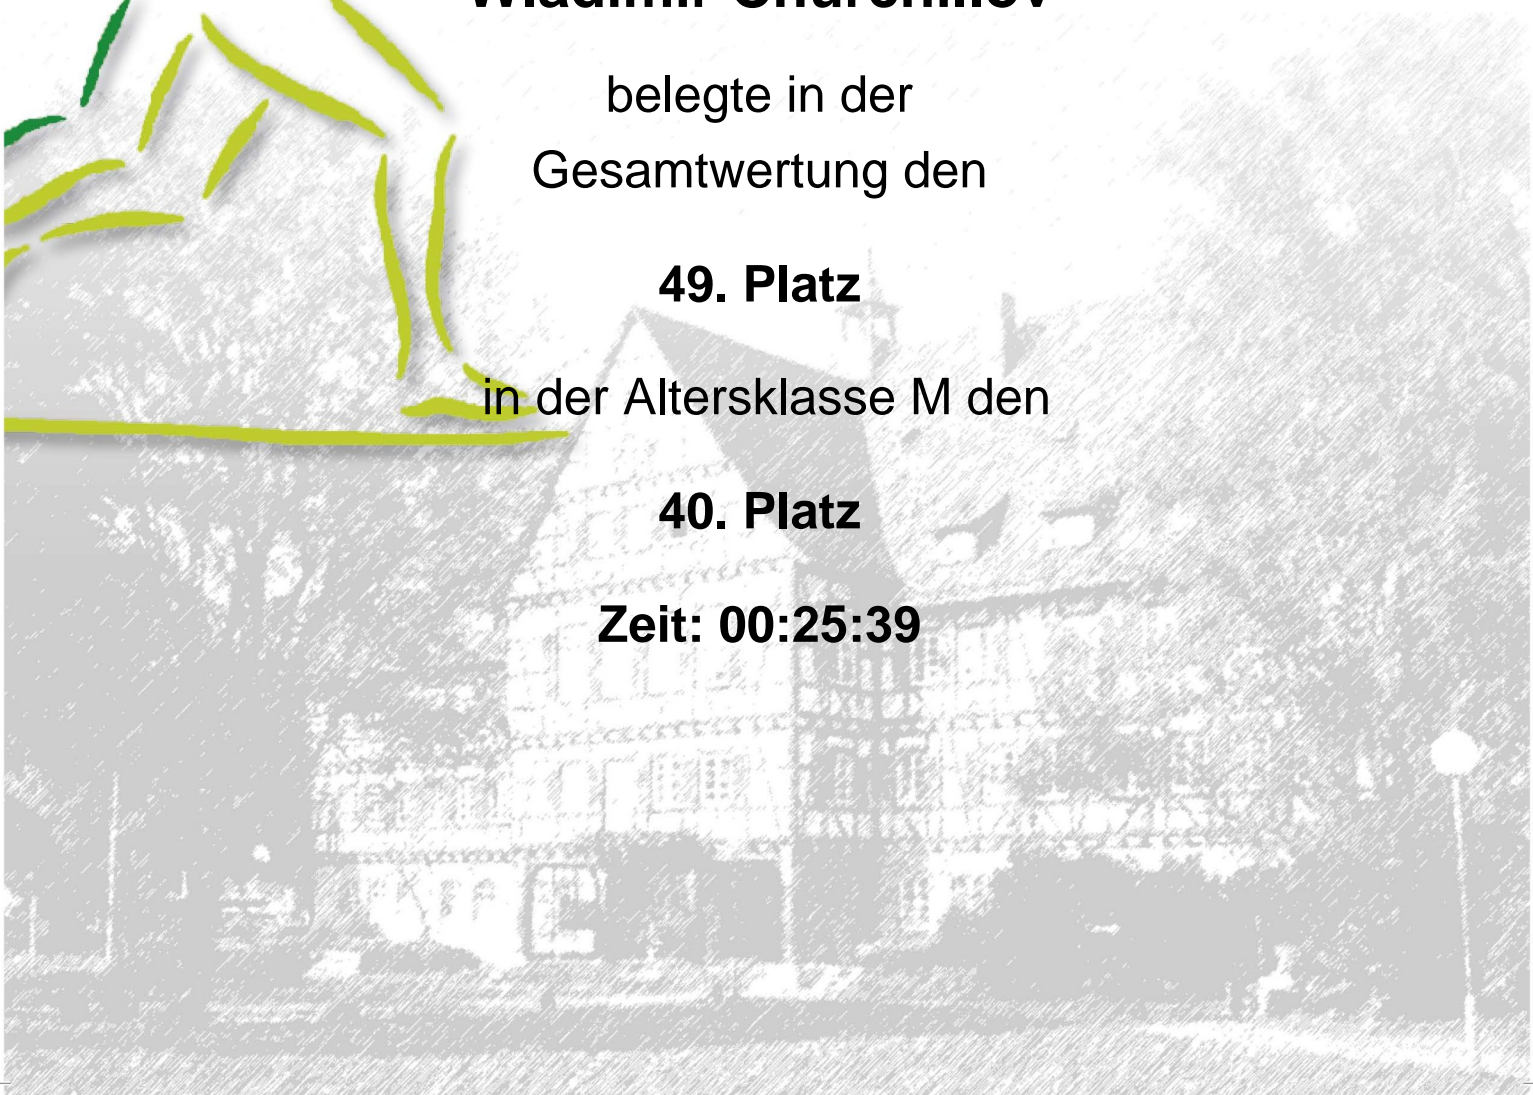 belegte in der
Gesamtwertung den
49. Platz
in der Altersklasse M den
40. Platz
Zeit: 00:25:39